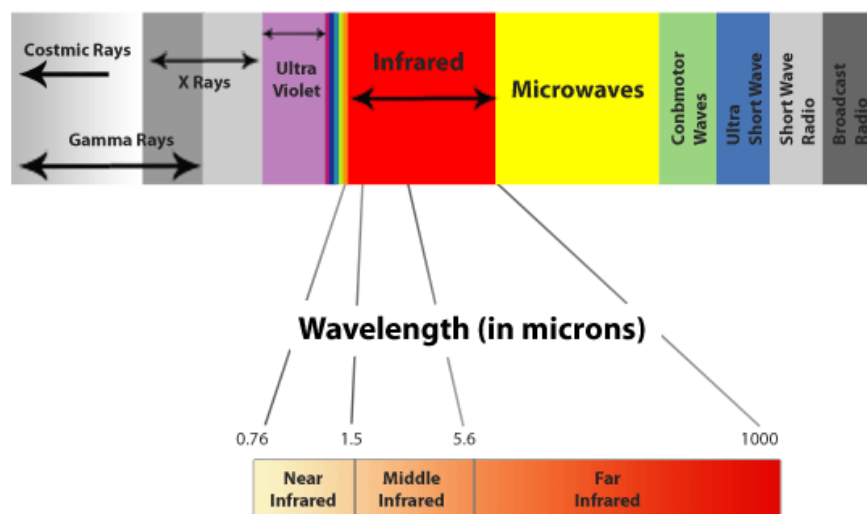 Costmic Rays
X Rays
Gamma Rays
Ultra
Violet
Infrared
Microwaves
Conbmotor
Waves
Ultra
Short Wave
Short Wave
Radio
Broadcast
Radio
Wavelength (in microns)
0.76
1.5
5.6
1000
Near
Infrared
Middle
Infrared
Far
Infrared